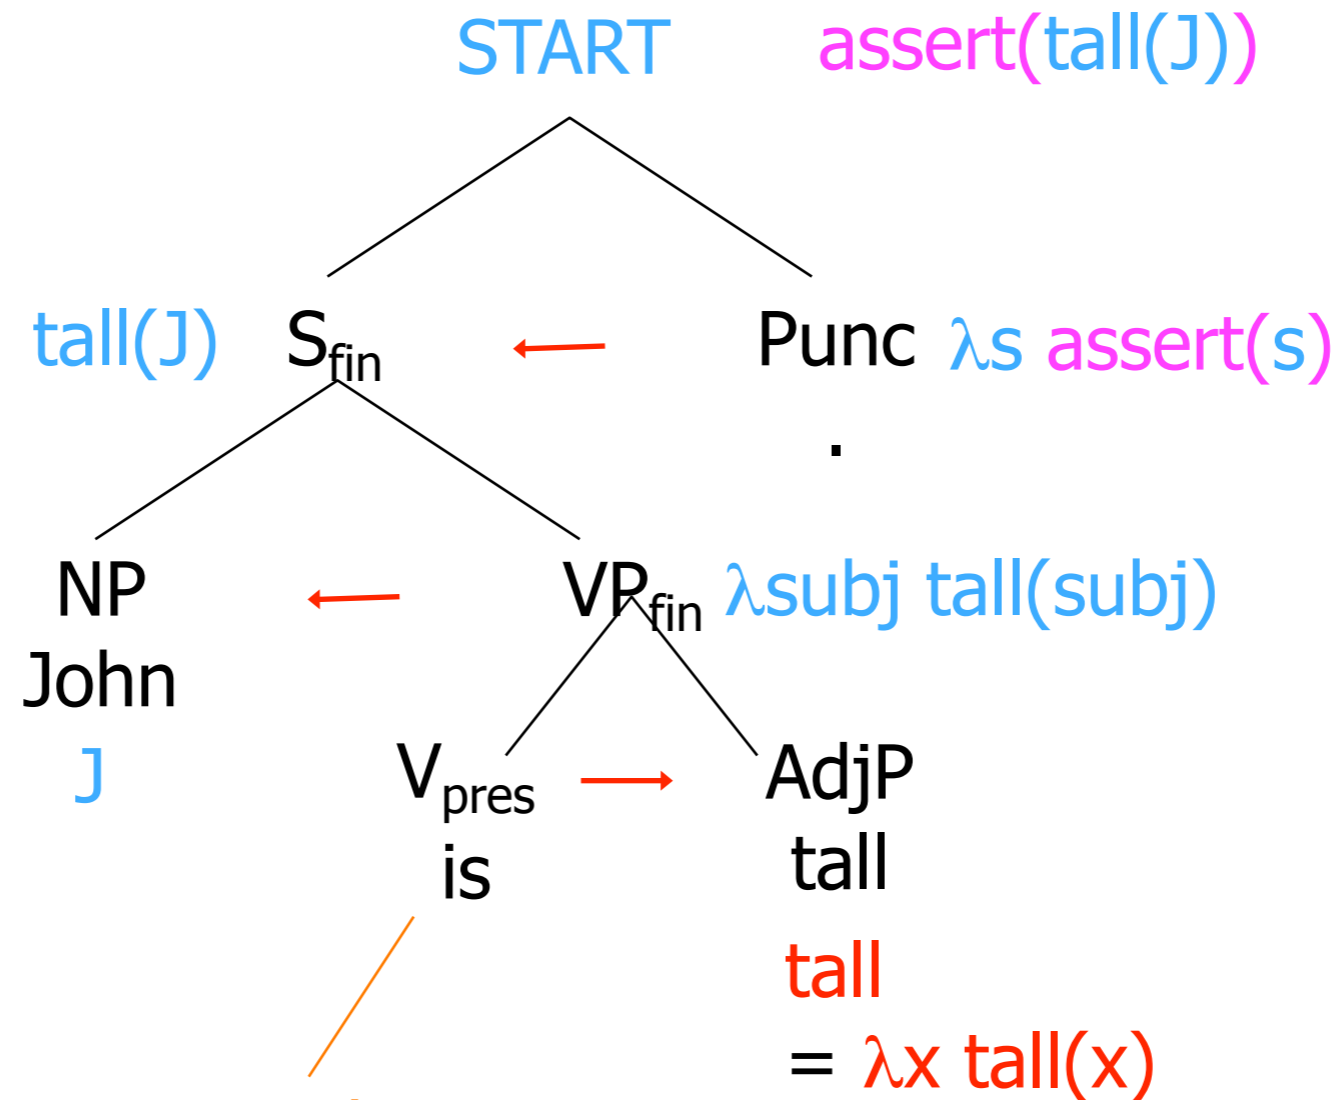 START assert(tall(J))
tall(J) Sfin Punc λs assert(s)
.
NP VPfin λsubj tall(subj)
John
J Vpres AdjP
is tall
tall
= λx tall(x)